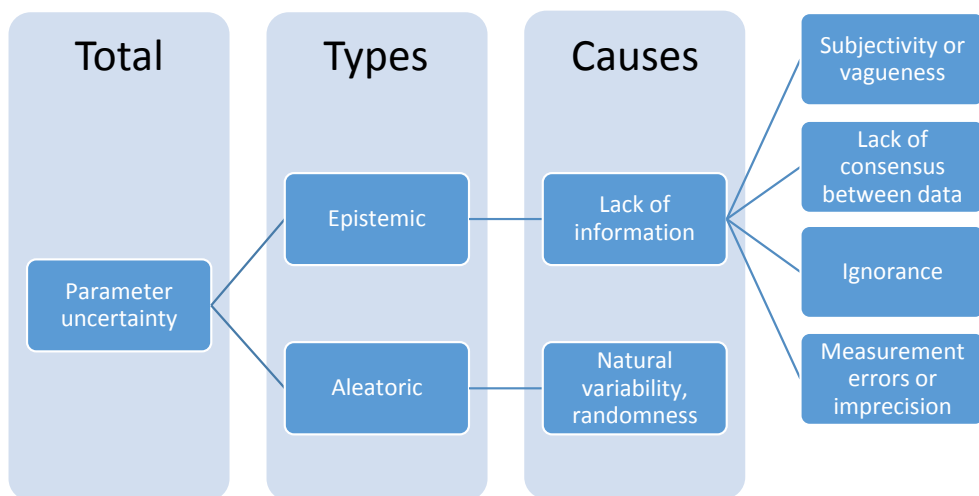 Total
Types
Causes
Parameter
uncertainty
Epistemic
Aleatoric
Lack of
information
Natural
variability,
randomness
Subjectivity or
vagueness
Lack of
consensus
between data
Ignorance
Measurement
errors or
imprecision